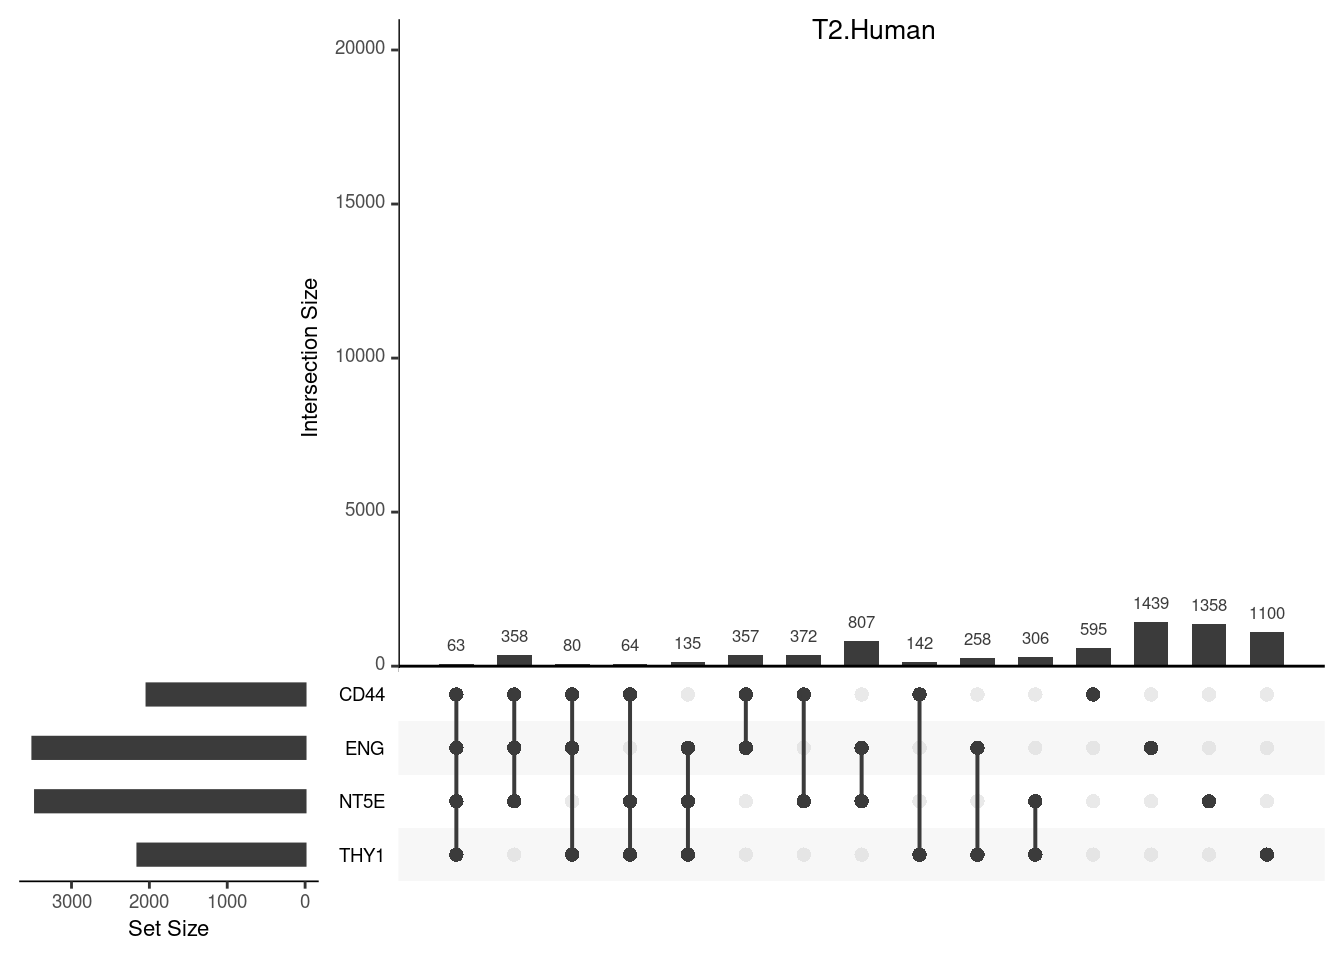 T2.Human
20000
15000
10000
5000
0
Intersection Size
63 358 80 64 135 357 372 807 142 258 306 595 1439 1358 1100
CD44
ENG
NT5E
THY1
3000 2000 1000 0
Set Size